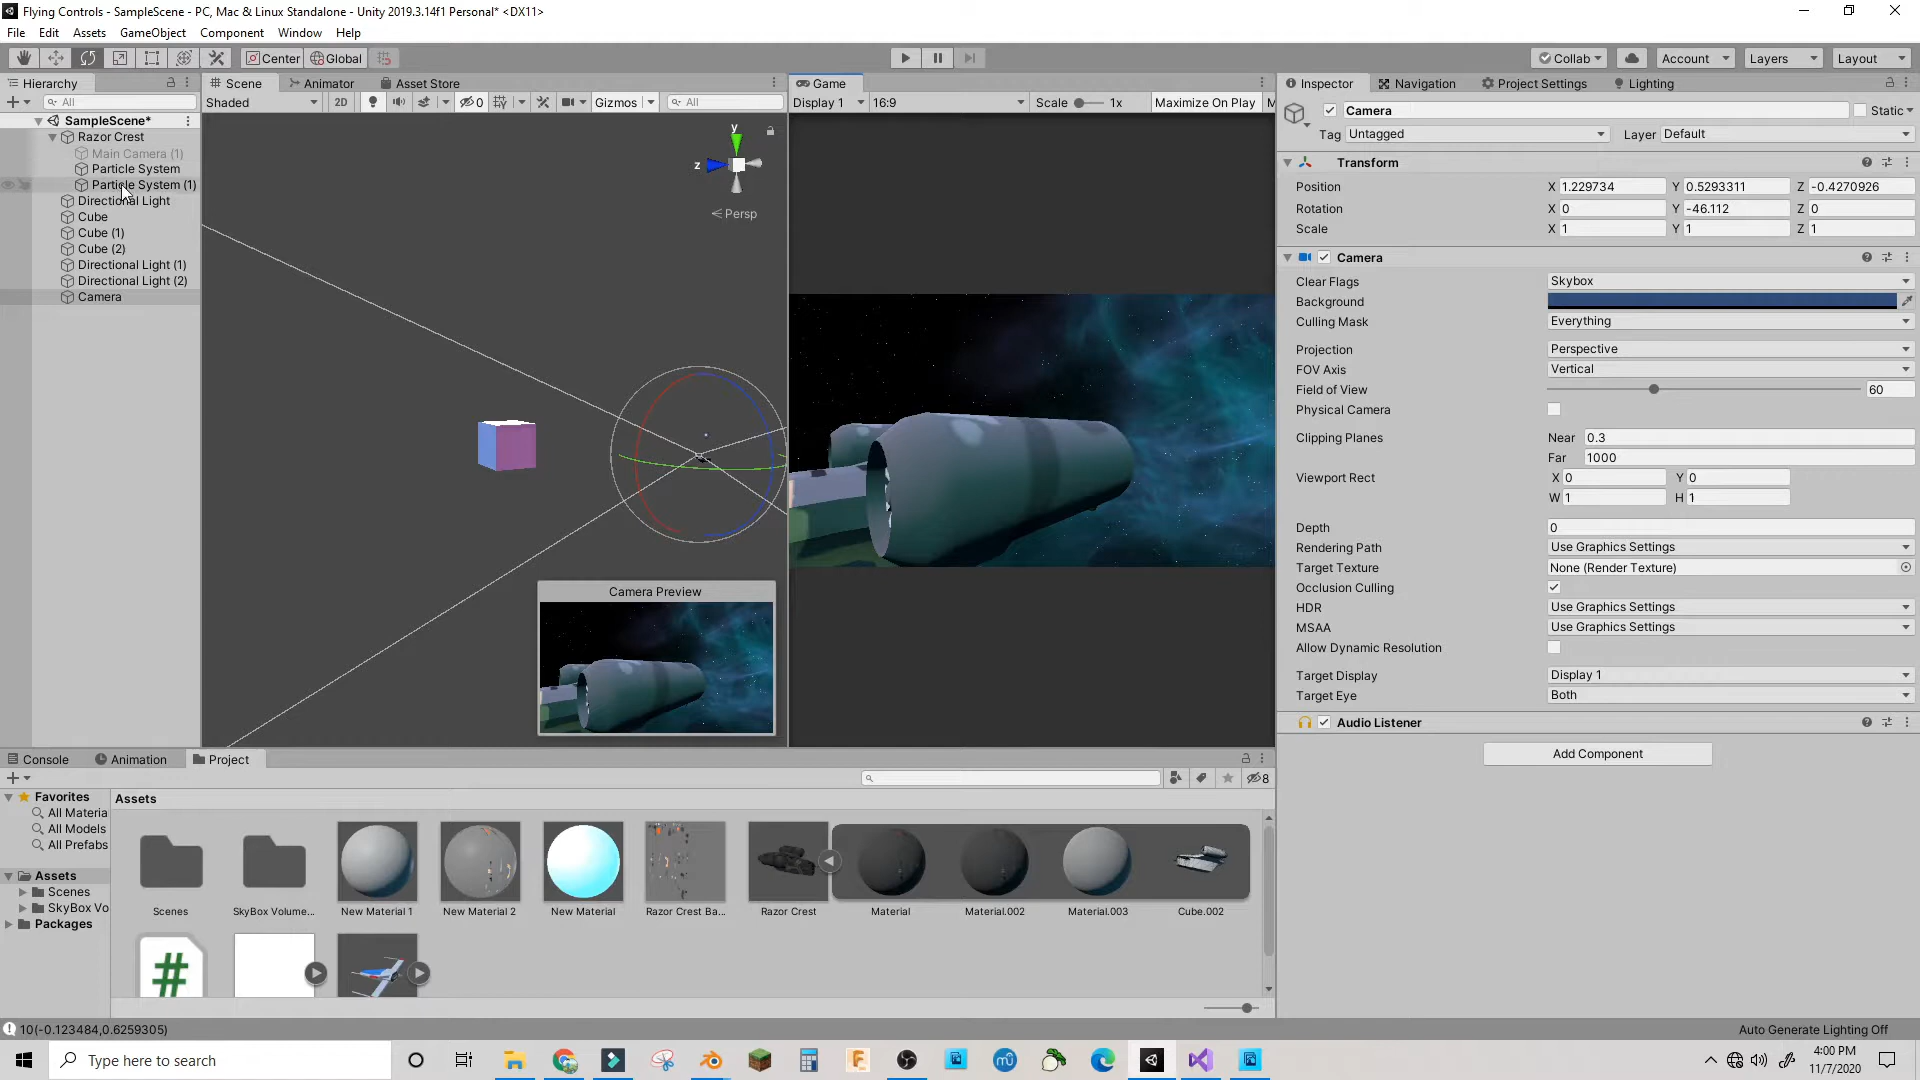 Flying Controls - SampleScene - PC, Mac & Linux Standalone - Unity 2019.3.14f1 Personal* <DX11>
File Edit Assets GameObject Component Window Help
Center Global Collab Account Layers Layout
Hierarchy
All
SampleScene*
Razor Crest
Main Camera (1)
Particle System
Particle System (1)
Directional Light
Cube
Cube (1)
Cube (2)
Directional Light (1)
Directional Light (2)
Camera
Scene Animator Asset Store
Shaded 2D 0 Gizmos All
y
z
Persp
Camera Preview
Game
Display 1 16:9 Scale 1x Maximize On Play M
Inspector Navigation Project Settings Lighting
Camera Static
Tag Untagged Layer Default
Transform
Position X 1.229734 Y 0.5293311 Z -0.4270926
Rotation X 0 Y -46.112 Z 0
Scale X 1 Y 1 Z 1
Camera
Clear Flags Skybox
Background
Culling Mask Everything
Projection Perspective
FOV Axis Vertical
Field of View 60
Physical Camera
Clipping Planes Near 0.3
Far 1000
Viewport Rect X 0 Y 0
W 1 H 1
Depth 0
Rendering Path Use Graphics Settings
Target Texture None (Render Texture)
Occlusion Culling
HDR Use Graphics Settings
MSAA Use Graphics Settings
Allow Dynamic Resolution
Target Display Display 1
Target Eye Both
Audio Listener
Add Component
Console Animation Project
8
Favorites
All Materia
All Models
All Prefabs
Assets
Scenes
SkyBox Vo
Packages
Assets
Scenes SkyBox Volume... New Material 1 New Material 2 New Material Razor Crest Ba... Razor Crest Material Material.002 Material.003 Cube.002
#
10(-0.123484,0.6259305) Auto Generate Lighting Off
Type here to search
4:00 PM
11/7/2020